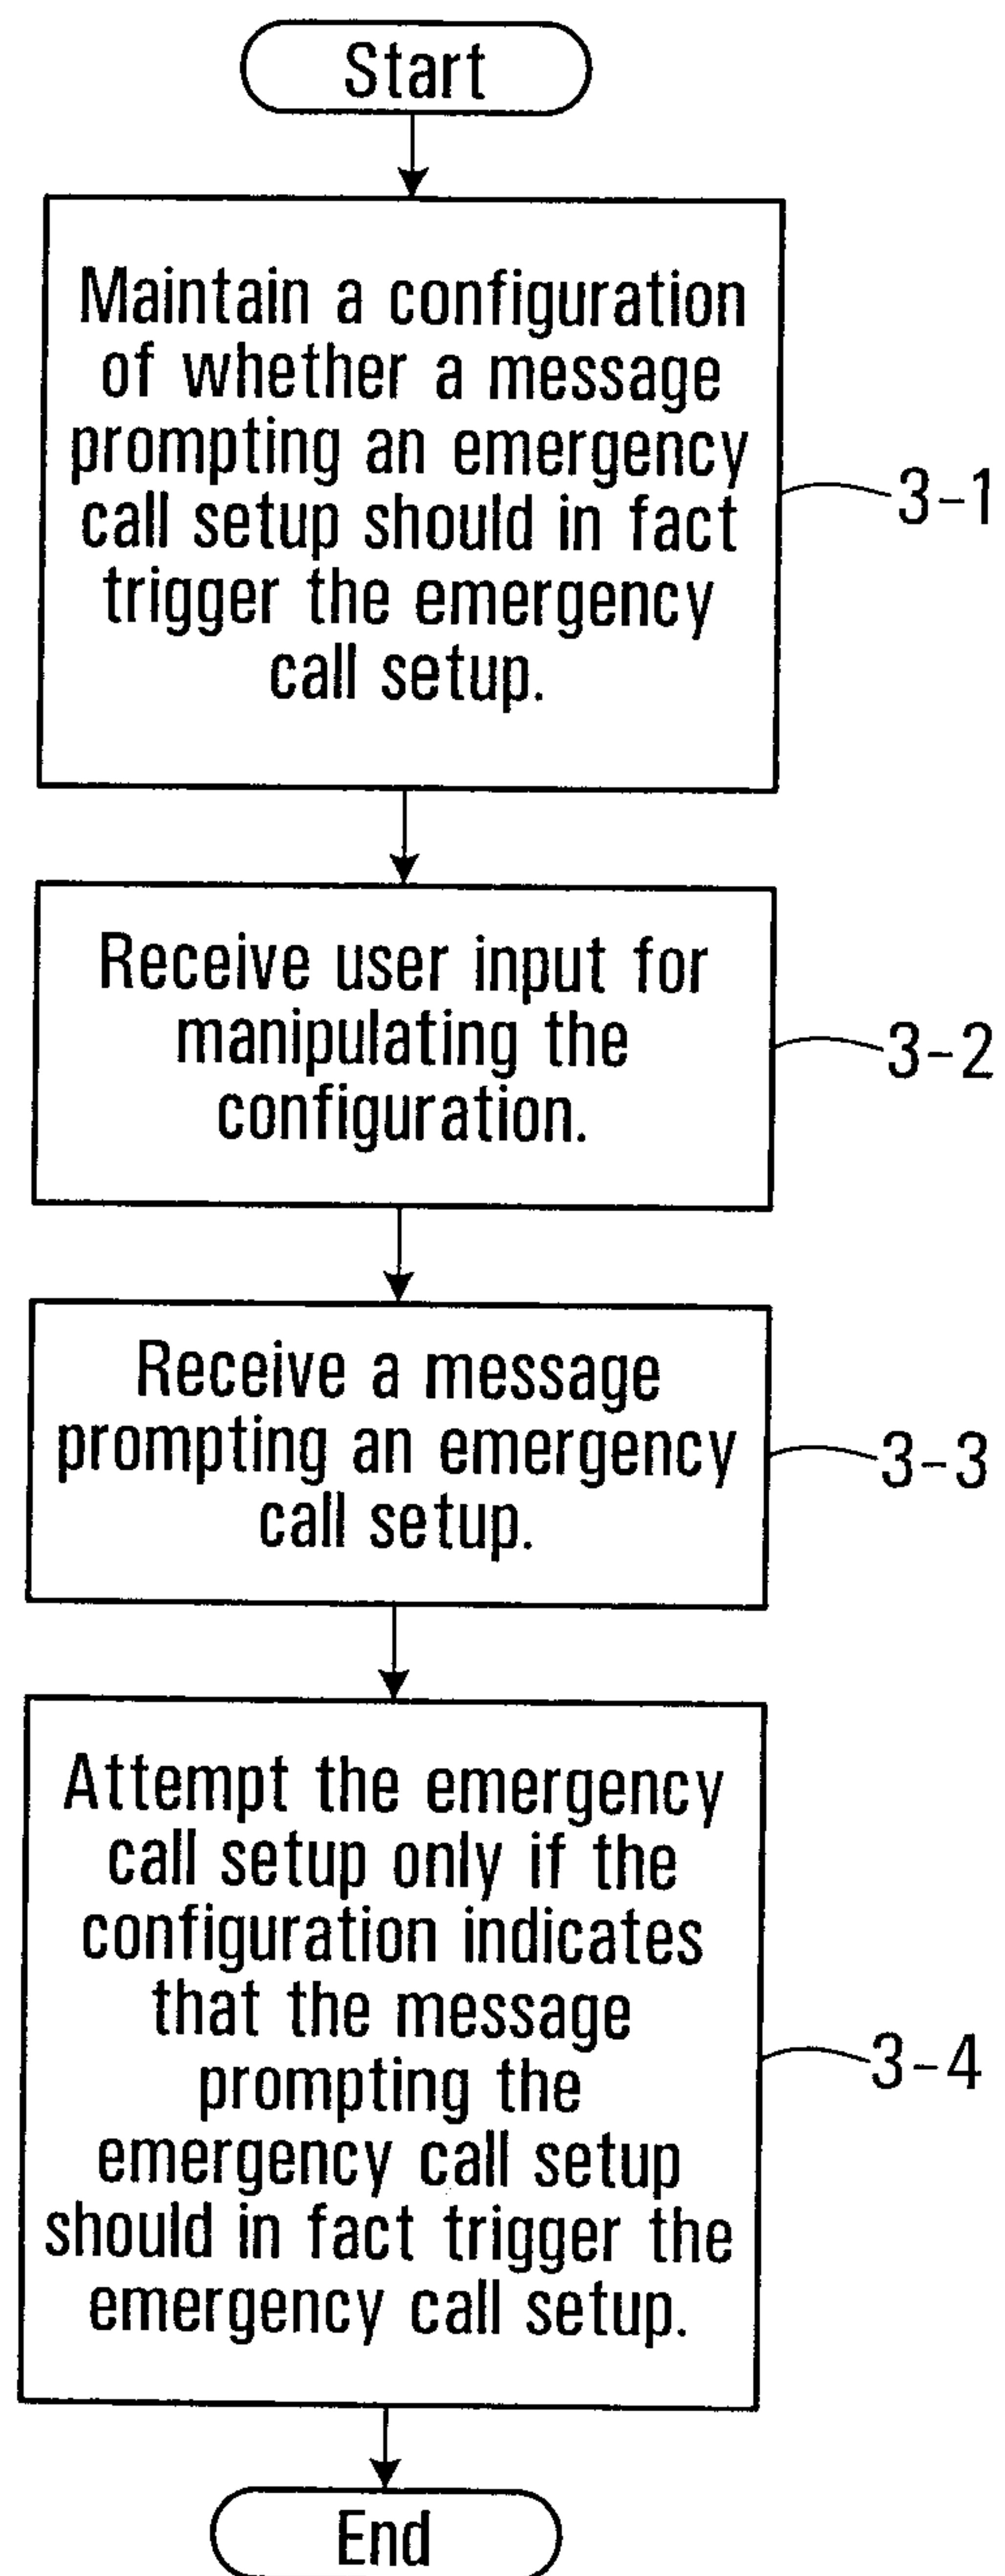 Start
Maintain a configuration
of whether a message
prompting an emergency
call setup should in fact
trigger the emergency
call setup.
3-1
Receive user input for
manipulating the
configuration.
3-2
Receive a message
prompting an emergency
call setup.
3-3
Attempt the emergency
call setup only if the
configuration indicates
that the message
prompting the
emergency call setup
should in fact trigger the
emergency call setup.
3-4
End